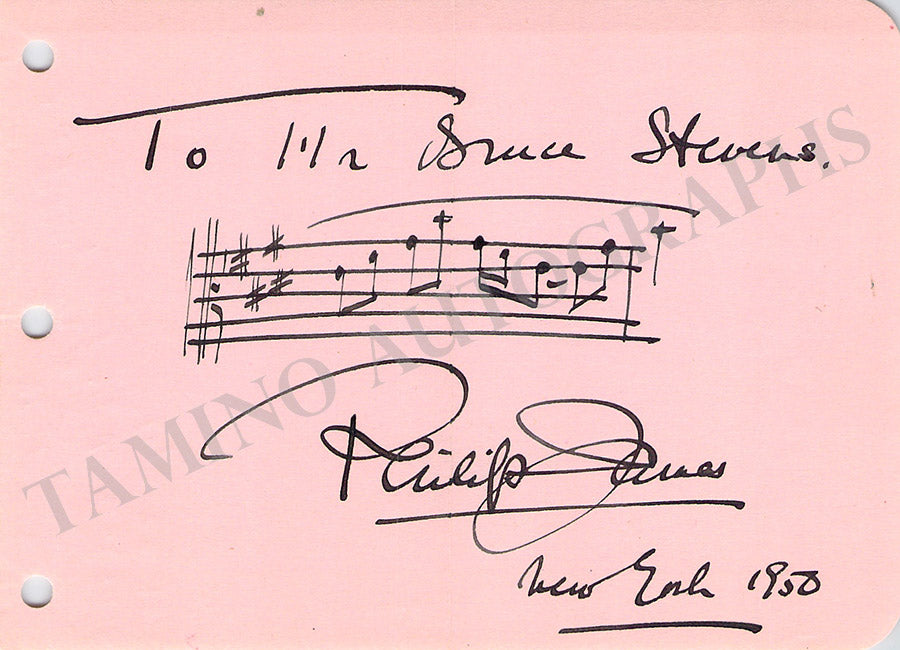 To Mr Bruce Stevens.
Philip James
New York 1950
TAMINO AUTOGRAPHS